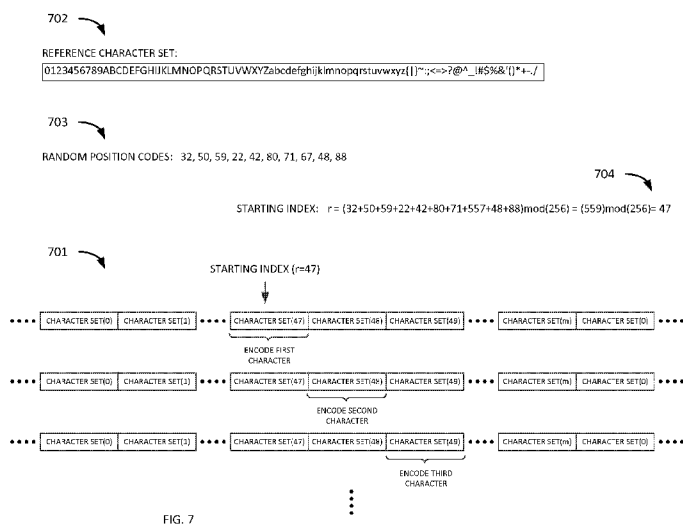 702
REFERENCE CHARACTER SET:
0123456789ABCDEFGHIJKLMNOPQRSTUVWXYZabcdefghijklmnopqrstuvwxyz{|}~:;<=>?@^_!#$%&'()*+-./
703
RANDOM POSITION CODES: 32, 50, 59, 22, 42, 80, 71, 67, 48, 88
704
STARTING INDEX: r = (32+50+59+22+42+80+71+557+48+88)mod(256) = (559)mod(256)= 47
701
STARTING INDEX (r=47)
CHARACTER SET(0) CHARACTER SET(1) CHARACTER SET(47) CHARACTER SET(48) CHARACTER SET(49) CHARACTER SET(m) CHARACTER SET(0)
ENCODE FIRST
CHARACTER
CHARACTER SET(0) CHARACTER SET(1) CHARACTER SET(47) CHARACTER SET(48) CHARACTER SET(49) CHARACTER SET(m) CHARACTER SET(0)
ENCODE SECOND
CHARACTER
CHARACTER SET(0) CHARACTER SET(1) CHARACTER SET(47) CHARACTER SET(48) CHARACTER SET(49) CHARACTER SET(m) CHARACTER SET(0)
ENCODE THIRD
CHARACTER
FIG. 7